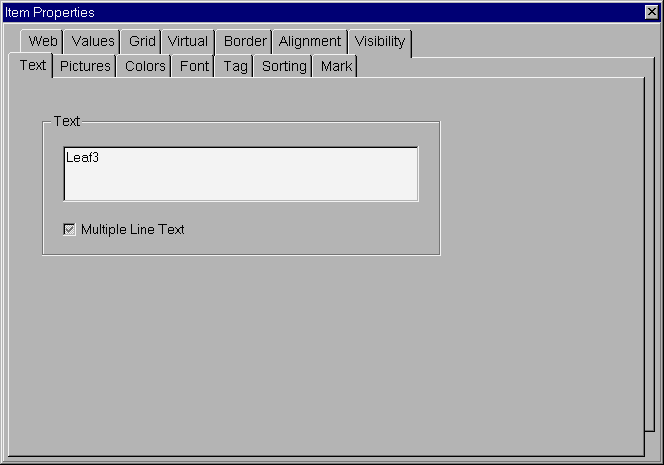 Item Properties
Web Values Grid Virtual Border Alignment Visibility
Text Pictures Colors Font Tag Sorting Mark
Text
Leaf3
Multiple Line Text